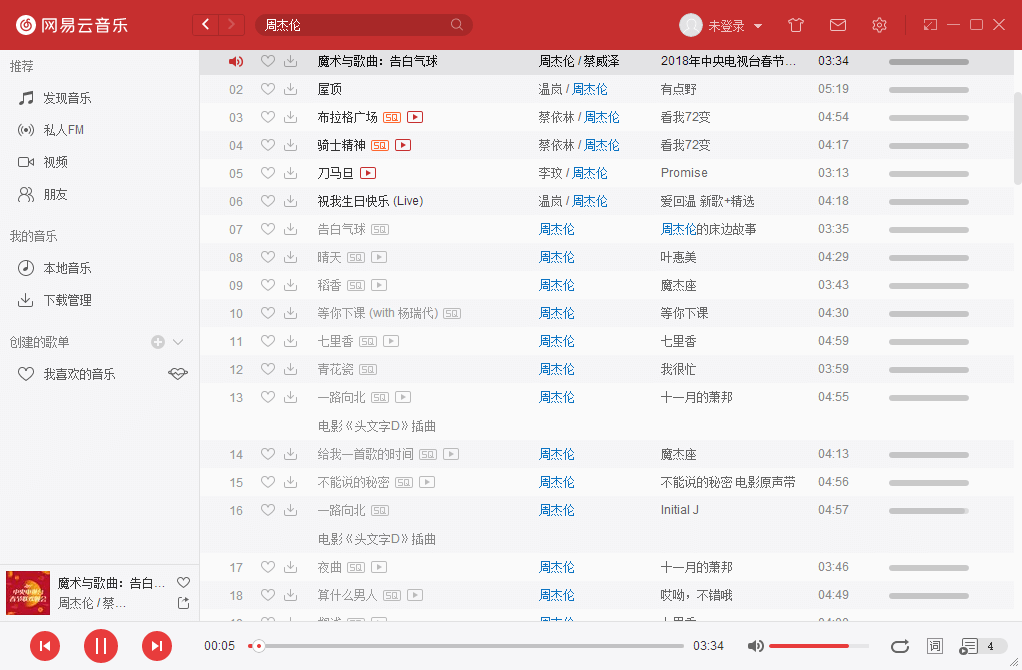 网易云音乐
周杰伦
未登录
推荐
发现音乐
私人FM
视频
朋友
我的音乐
本地音乐
下载管理
创建的歌单
我喜欢的音乐
魔术与歌曲：告白气球 周杰伦 / 蔡威泽 2018年中央电视台春节... 03:34
02 屋顶 温岚 / 周杰伦 有点野 05:19
03 布拉格广场 SQ 蔡依林 / 周杰伦 看我72变 04:54
04 骑士精神 SQ 蔡依林 / 周杰伦 看我72变 04:17
05 刀马旦 李玟 / 周杰伦 Promise 03:13
06 祝我生日快乐 (Live) 温岚 / 周杰伦 爱回温 新歌+精选 04:18
07 告白气球 SQ 周杰伦 周杰伦的床边故事 03:35
08 晴天 SQ 周杰伦 叶惠美 04:29
09 稻香 SQ 周杰伦 魔杰座 03:43
10 等你下课 (with 杨瑞代) SQ 周杰伦 等你下课 04:30
11 七里香 SQ 周杰伦 七里香 04:59
12 青花瓷 SQ 周杰伦 我很忙 03:59
13 一路向北 SQ 周杰伦 十一月的萧邦 04:55
电影《头文字D》插曲
14 给我一首歌的时间 SQ 周杰伦 魔杰座 04:13
15 不能说的秘密 SQ 周杰伦 不能说的秘密 电影原声带 04:56
16 一路向北 SQ 周杰伦 Initial J 04:57
电影《头文字D》插曲
17 夜曲 SQ 周杰伦 十一月的萧邦 03:46
18 算什么男人 SQ 周杰伦 哎呦，不错哦 04:49
中央电视台
春节联欢晚会
魔术与歌曲：告白...
周杰伦 / 蔡...
00:05
03:34
词
4